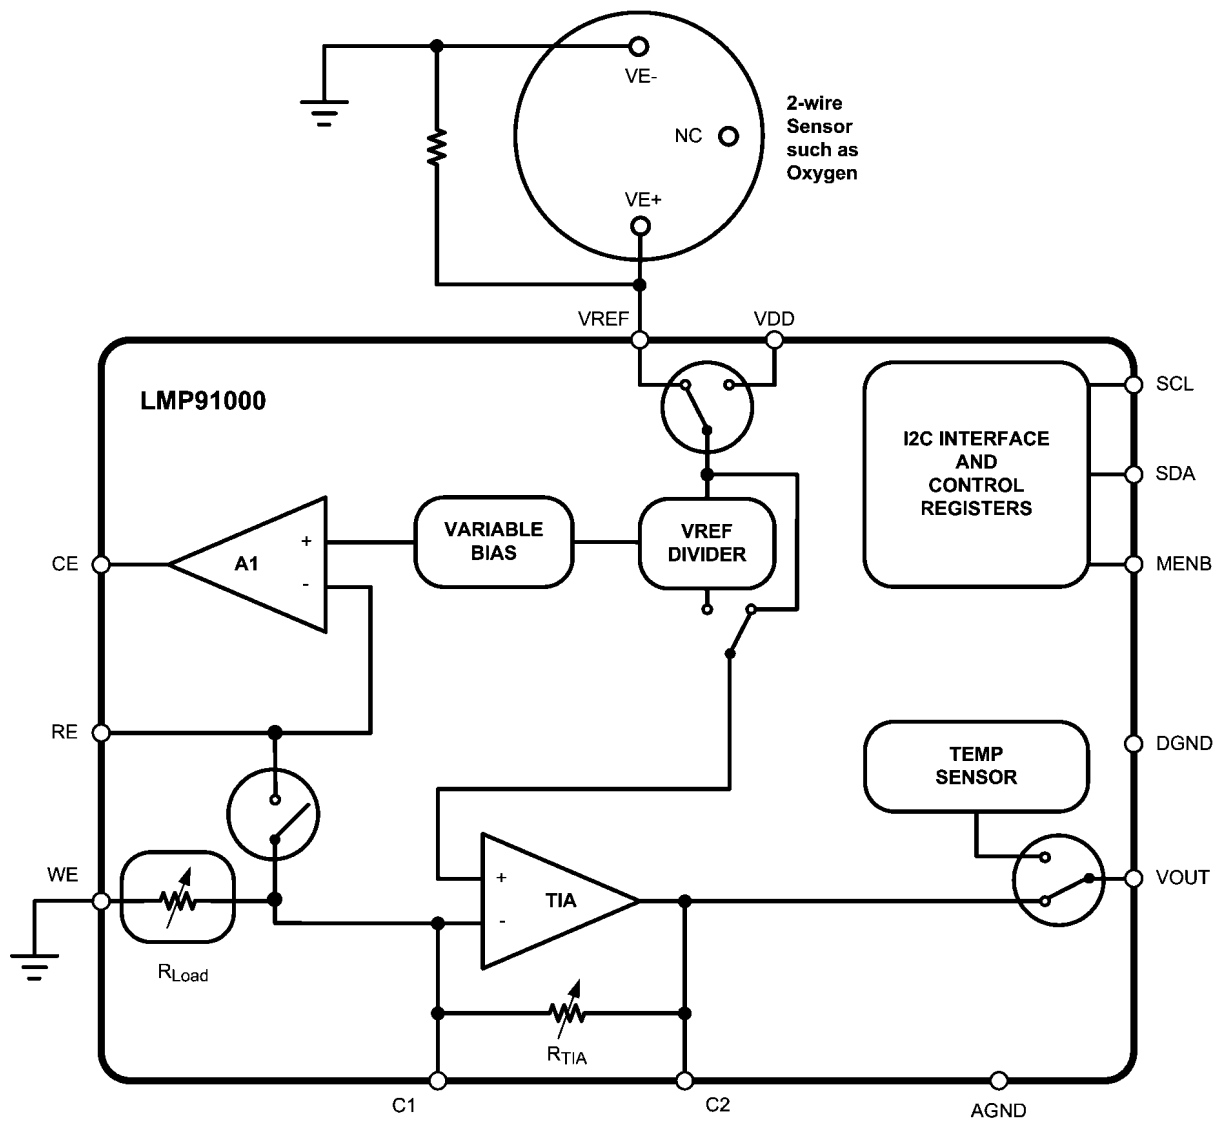 VE-
2-wire
Sensor
such as
Oxygen
NC
VE+
VREF
VDD
LMP91000
SCL
I2C INTERFACE
AND
CONTROL
REGISTERS
SDA
MENB
VARIABLE
BIAS
VREF
DIVIDER
CE
A1
+
-
RE
TEMP
SENSOR
DGND
WE
VOUT
+
TIA
-
RLoad
RTIA
C1
C2
AGND